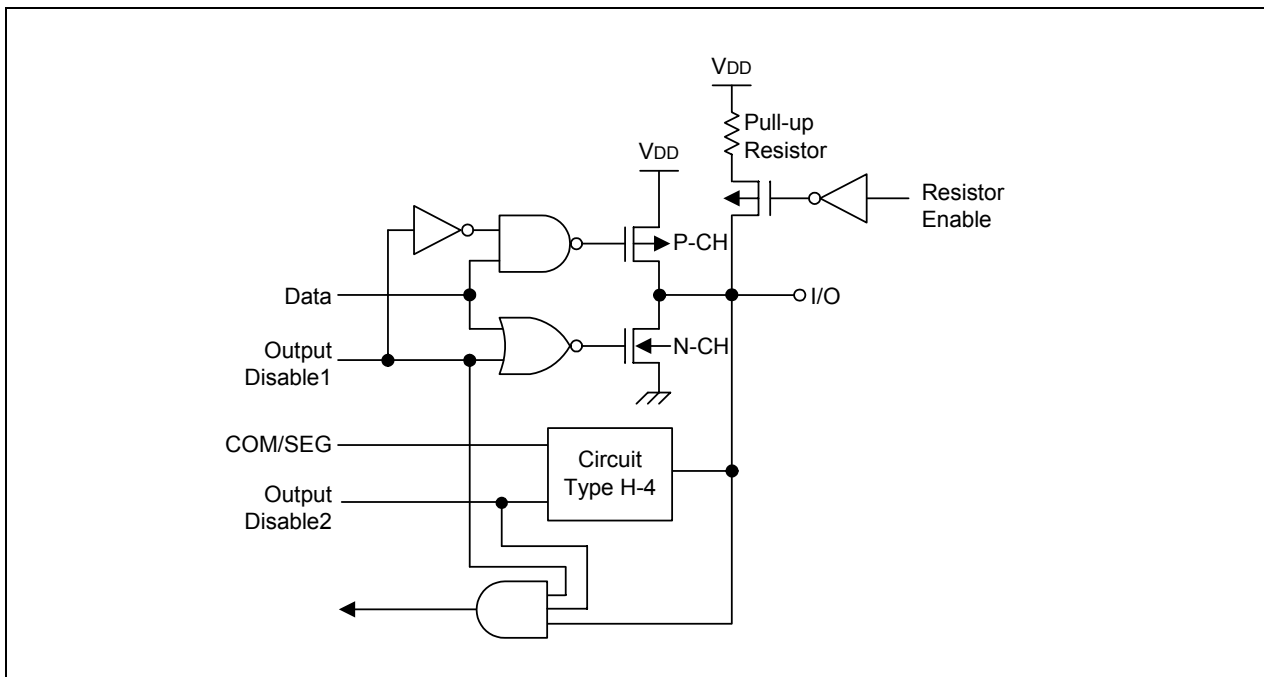 VDD
Pull-up
Resistor
VDD
Resistor
Enable
P-CH
Data
I/O
Output
Disable1
N-CH
COM/SEG
Circuit
Type H-4
Output
Disable2